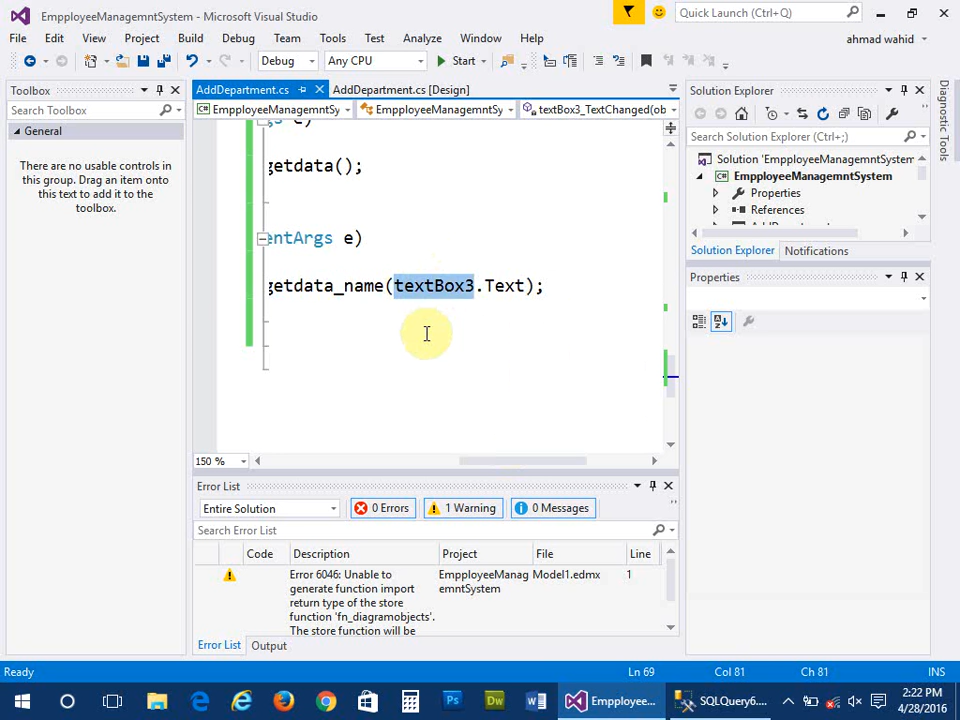 EmpployeeManagemntSystem - Microsoft Visual Studio
Quick Launch (Ctrl+Q)
File Edit View Project Build Debug Team Tools Test Analyze Window Help
ahmad wahid
Debug Any CPU Start
Toolbox
Search Toolbox
General
There are no usable controls in
this group. Drag an item onto
this text to add it to the
toolbox.
AddDepartment.cs AddDepartment.cs [Design]
EmpployeeManagemntSy EmpployeeManagemntSy textBox3_TextChanged(ob
getdata();
entArgs e)
getdata_name(textBox3.Text);
150 %
Solution Explorer
Search Solution Explorer (Ctrl+;)
Solution 'EmpployeeManagemntSystem
EmpployeeManagemntSystem
Properties
References
Solution Explorer Notifications
Properties
Diagnostic Tools
Error List
Entire Solution 0 Errors 1 Warning 0 Messages
Search Error List
Code Description Project File Line
Error 6046: Unable to
generate function import
return type of the store
function 'fn_diagramobjects'.
The store function will be
EmpployeeManag
emntSystem
Model1.edmx
1
Error List Output
Ready Ln 69 Col 81 Ch 81 INS
Empployee... SQLQuery6....
2:22 PM
4/28/2016